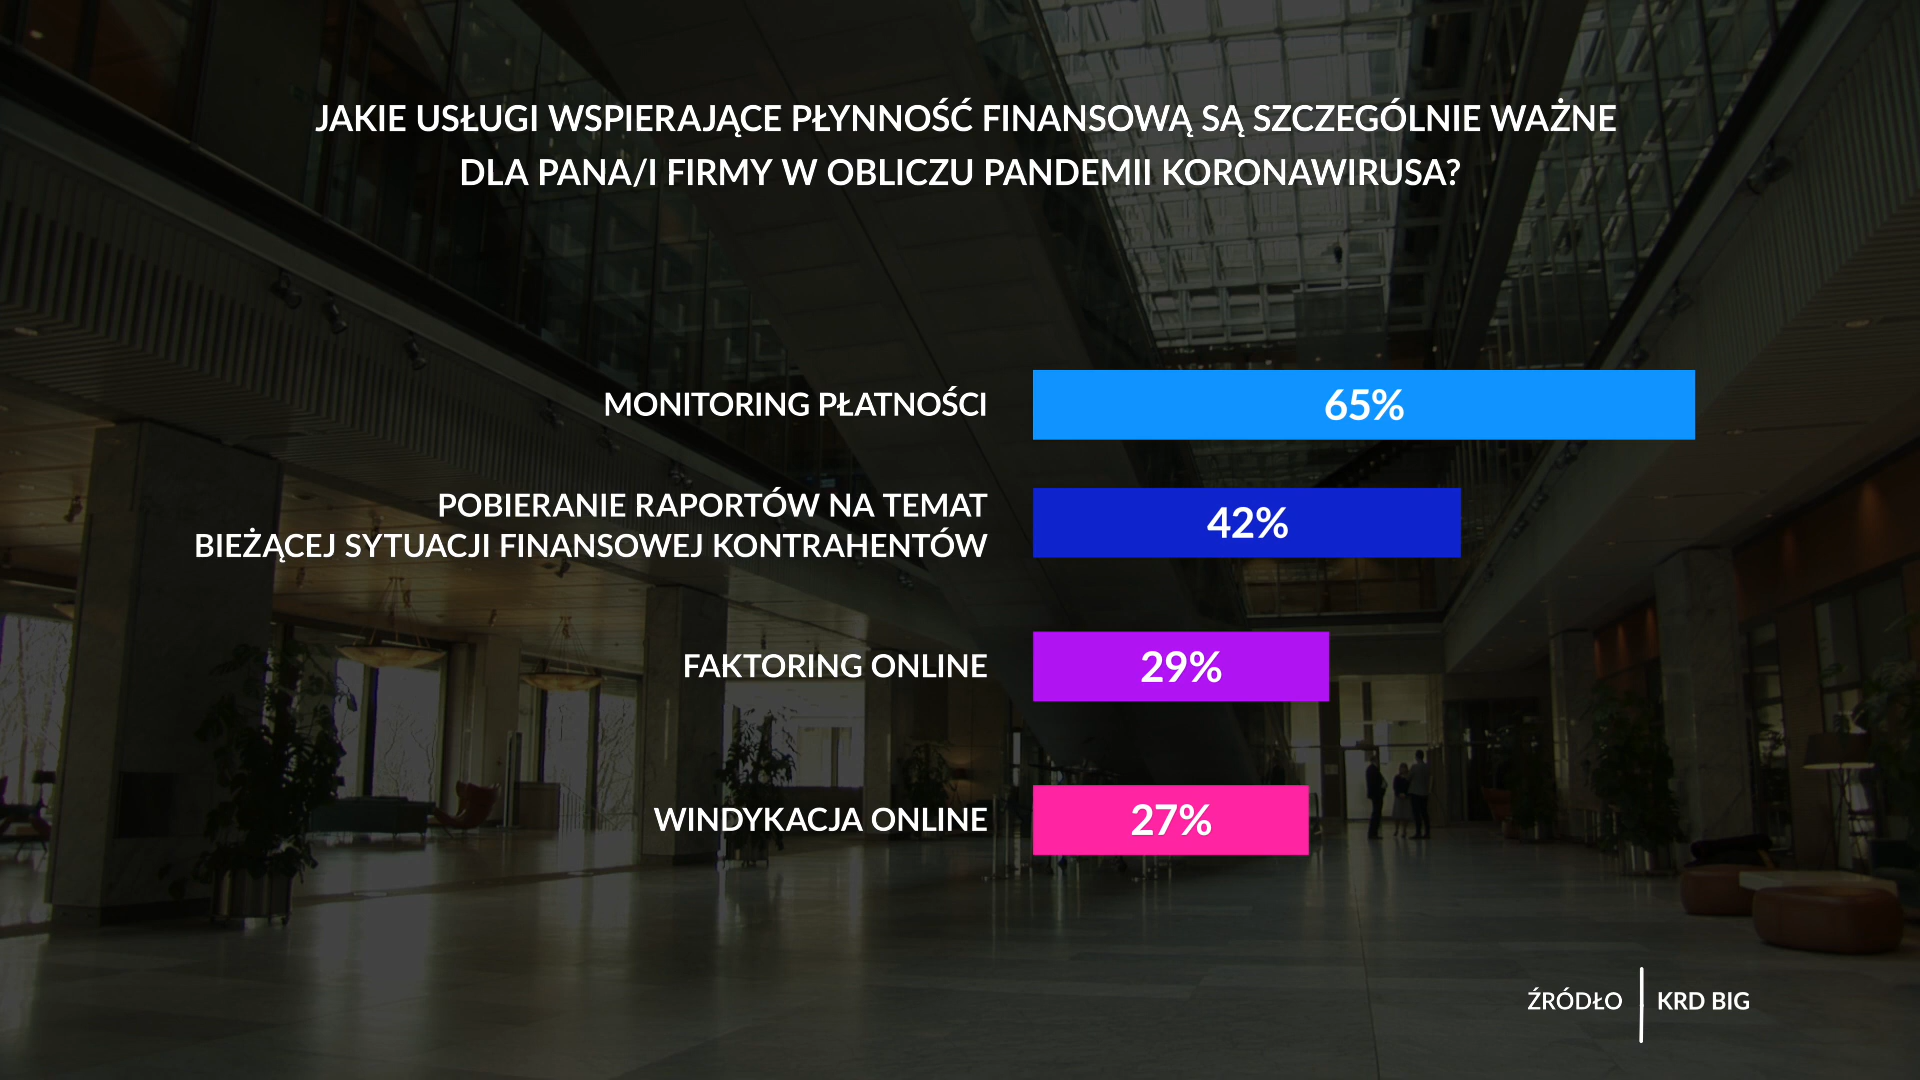 JAKIE USŁUGI WSPIERAJĄCE PŁYNNOŚĆ FINANSOWĄ SĄ SZCZEGÓLNIE WAŻNE
DLA PANA/I FIRMY W OBLICZU PANDEMII KORONAWIRUSA?
MONITORING PŁATNOŚCI
65%
POBIERANIE RAPORTÓW NA TEMAT
BIEŻĄCEJ SYTUACJI FINANSOWEJ KONTRAHENTÓW
42%
FAKTORING ONLINE
29%
WINDYKACJA ONLINE
27%
ŹRÓDŁO
KRD BIG